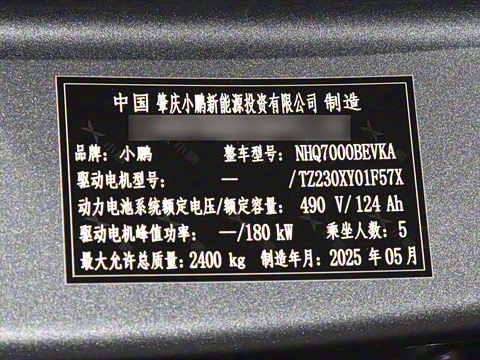 中国 肇庆小鹏新能源投资有限公司 制造
品牌：小鹏 整车型号：NHQ7000BEVKA
驱动电机型号： — /TZ230XY01F57X
动力电池系统额定电压/额定容量：490 V/124 Ah
驱动电机峰值功率：—/180 kW 乘坐人数：5
最大允许总质量：2400 kg 制造年月：2025 年 05 月